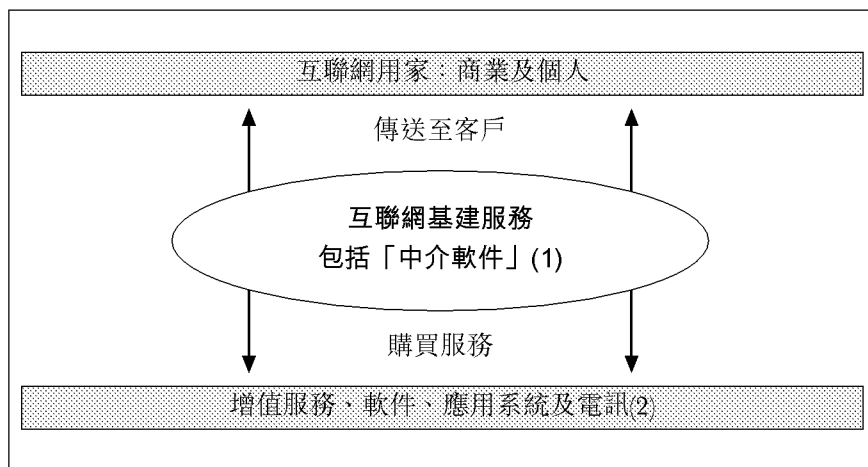 互聯網用家：商業及個人
傳送至客戶
互聯網基建服務
包括「中介軟件」(1)
購買服務
增值服務、軟件、應用系統及電訊(2)